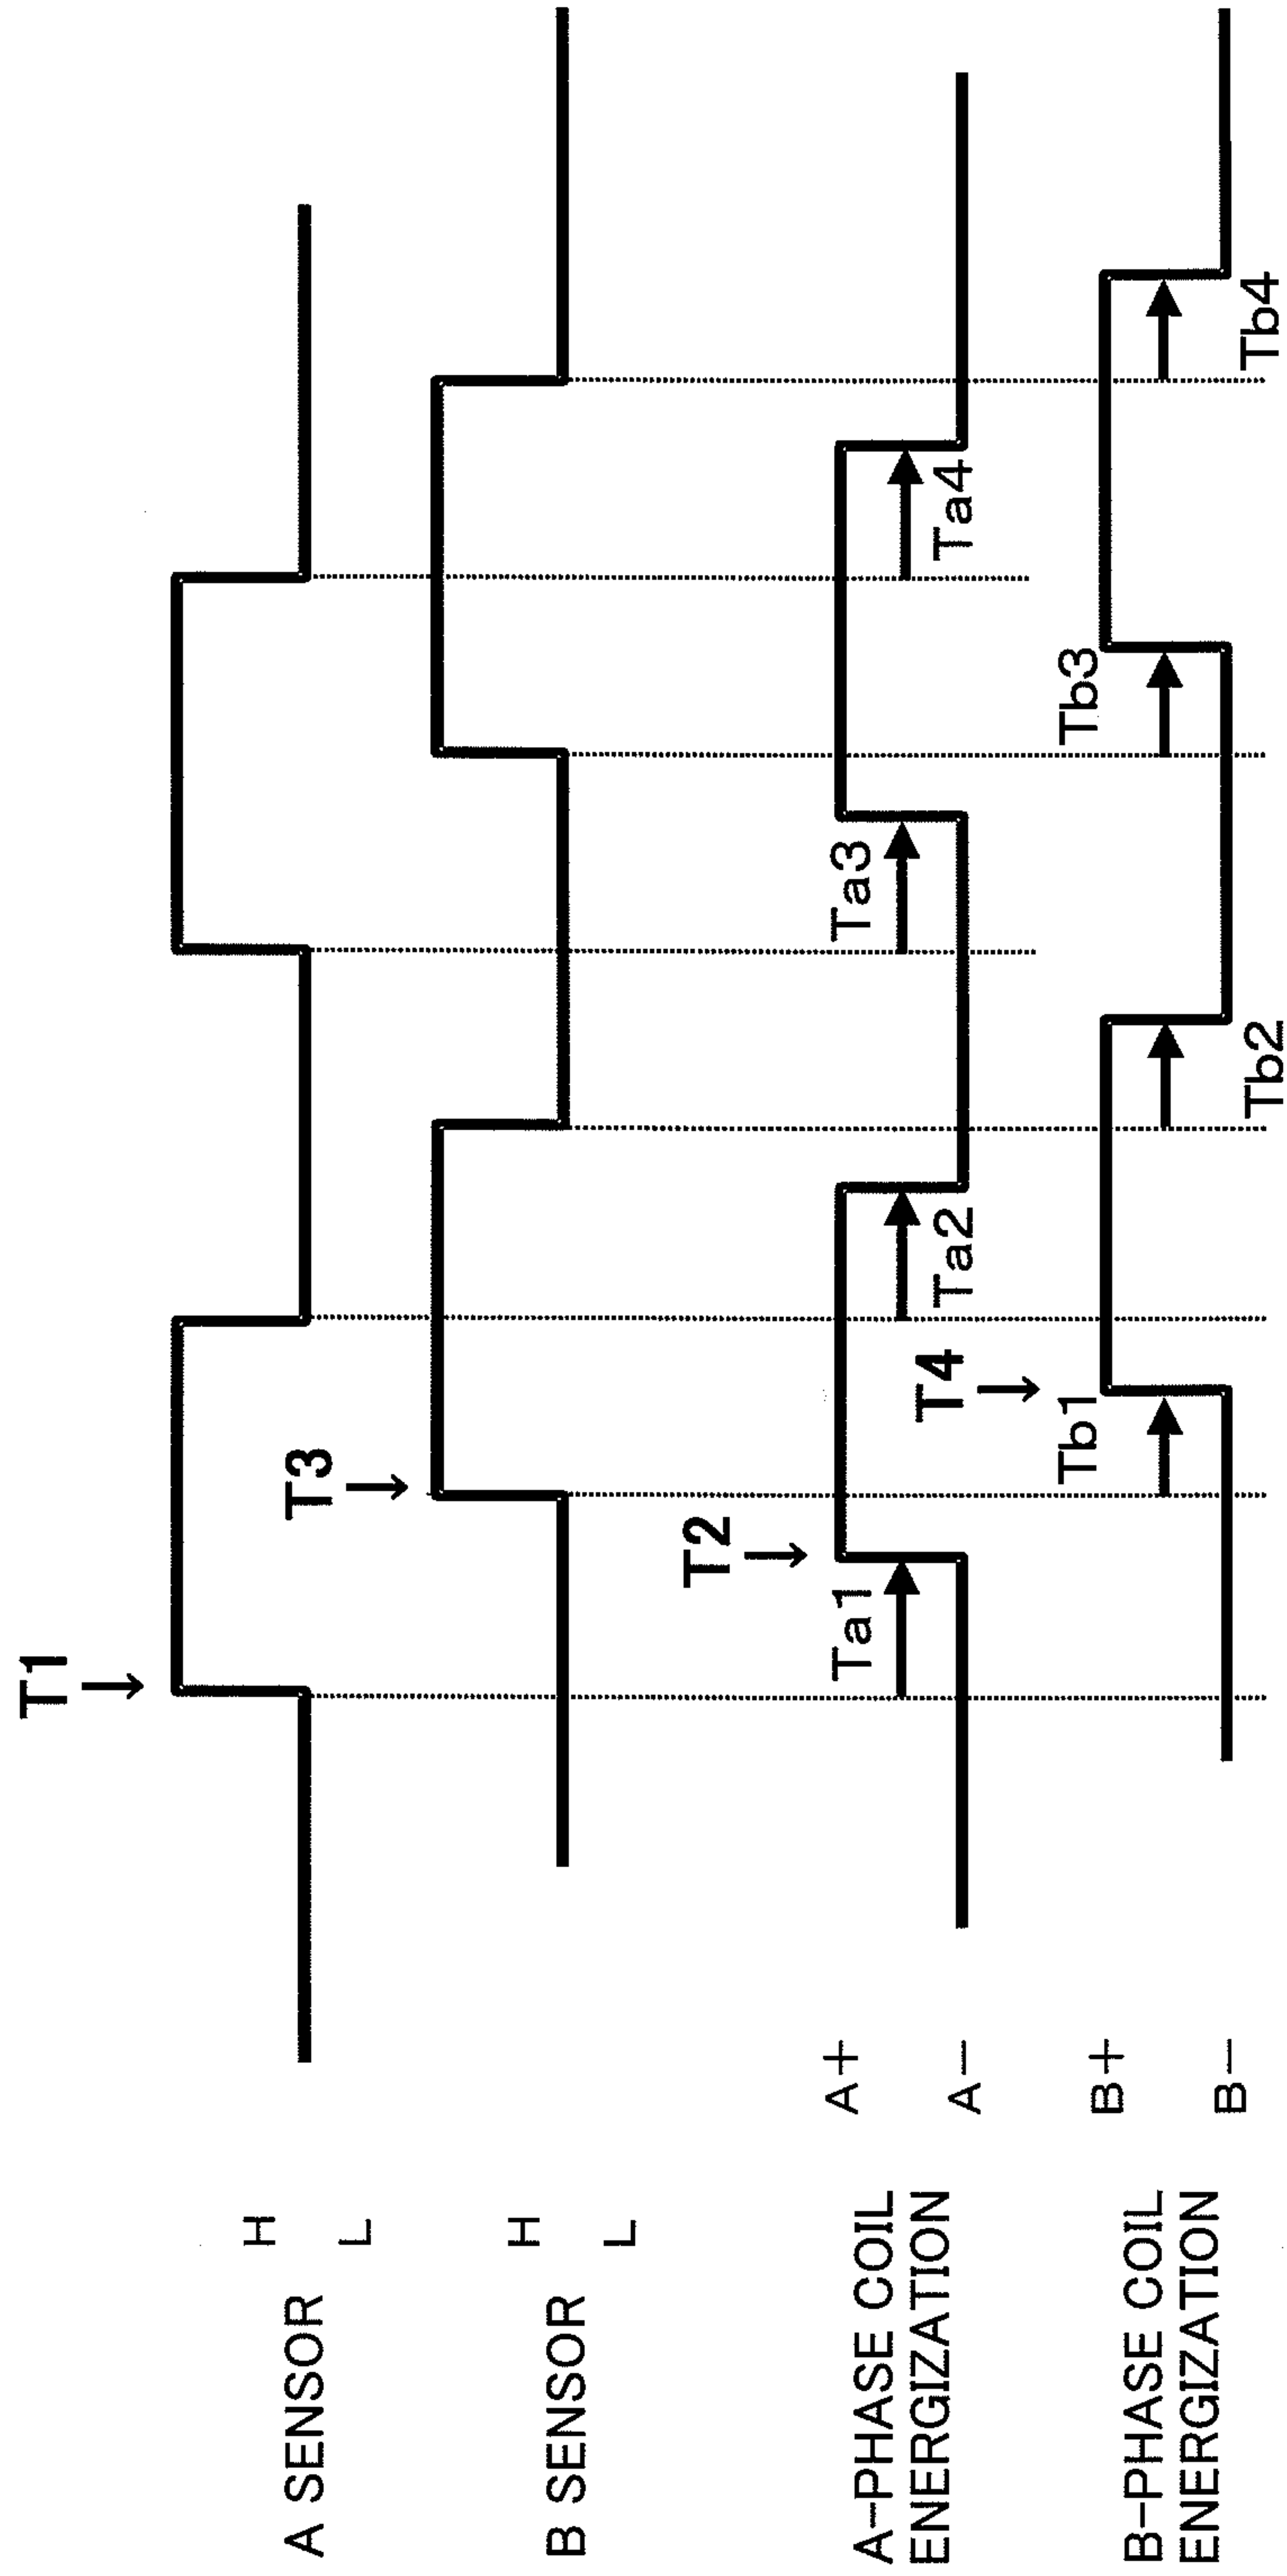 T1
A SENSOR
H
L
T3
B SENSOR
H
L
T2
A-PHASE COIL
ENERGIZATION
A+
A-
Ta1
Ta2
Ta3
Ta4
T4
B-PHASE COIL
ENERGIZATION
B+
B-
Tb1
Tb2
Tb3
Tb4